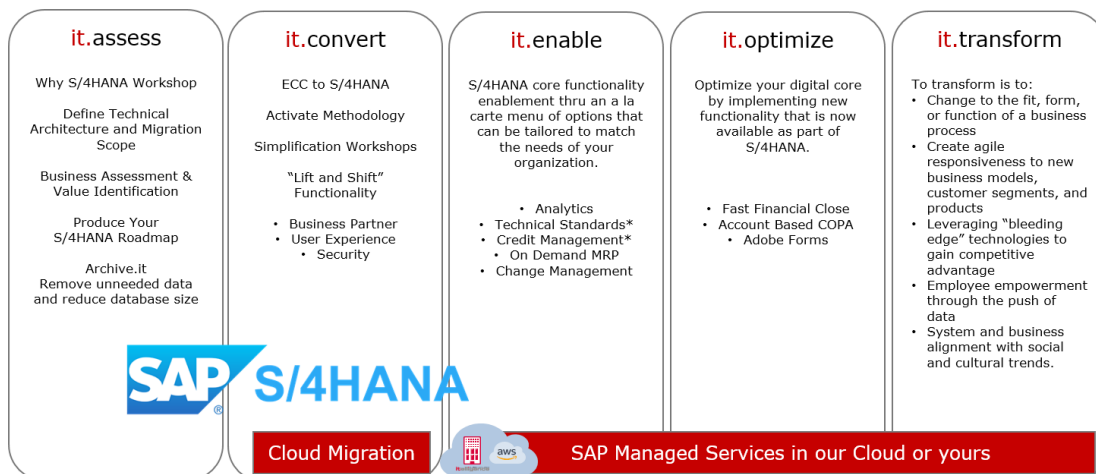 it.assess
Why S/4HANA Workshop
Define Technical
Architecture and Migration
Scope
Business Assessment &
Value Identification
Produce Your
S/4HANA Roadmap
Archive.it
Remove unneeded data
and reduce database size
it.convert
ECC to S/4HANA
Activate Methodology
Simplification Workshops
“Lift and Shift”
Functionality
• Business Partner
• User Experience
• Security
it.enable
S/4HANA core functionality
enablement thru an a la
carte menu of options that
can be tailored to match
the needs of your
organization.
• Analytics
• Technical Standards*
• Credit Management*
• On Demand MRP
• Change Management
it.optimize
Optimize your digital core
by implementing new
functionality that is now
available as part of
S/4HANA.
• Fast Financial Close
• Account Based COPA
• Adobe Forms
it.transform
To transform is to:
• Change to the fit, form,
or function of a business
process
• Create agile
responsiveness to new
business models,
customer segments, and
products
• Leveraging “bleeding
edge” technologies to
gain competitive
advantage
• Employee empowerment
through the push of
data
• System and business
alignment with social
and cultural trends.
SAP® S/4HANA
Cloud Migration
aws
SAP Managed Services in our Cloud or yours